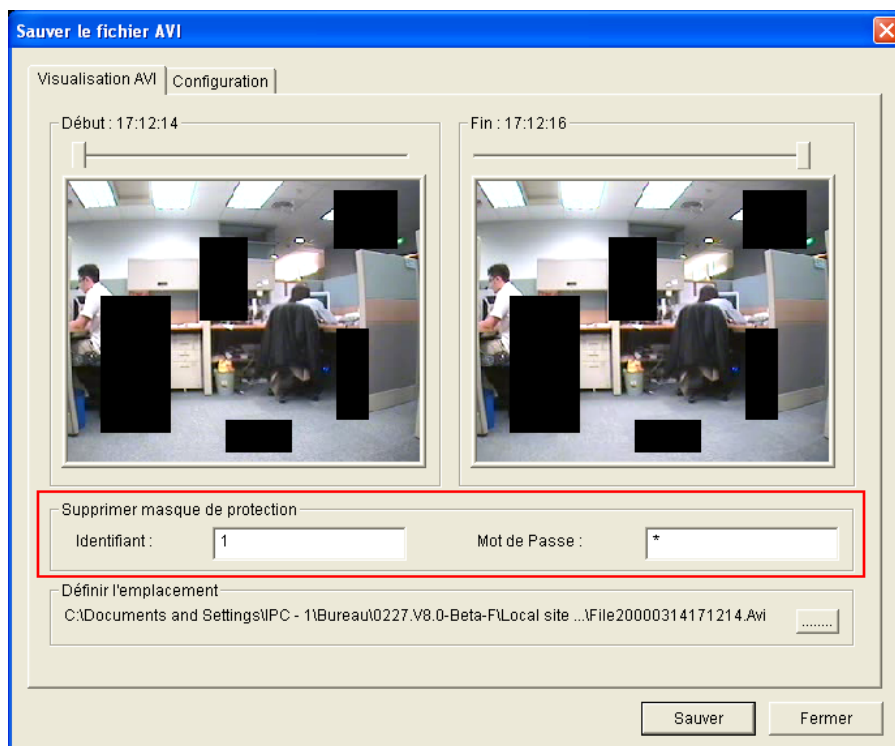 Sauver le fichier AVI
Visualisation AVI
Configuration
Début : 17:12:14
Fin : 17:12:16
Supprimer masque de protection
Identifiant :
1
Mot de Passe :
*
Définir l'emplacement
C:\Documents and Settings\IPC - 1\Bureau\0227.V8.0-Beta-F\Local site ...\File20000314171214.Avi
........
Sauver
Fermer